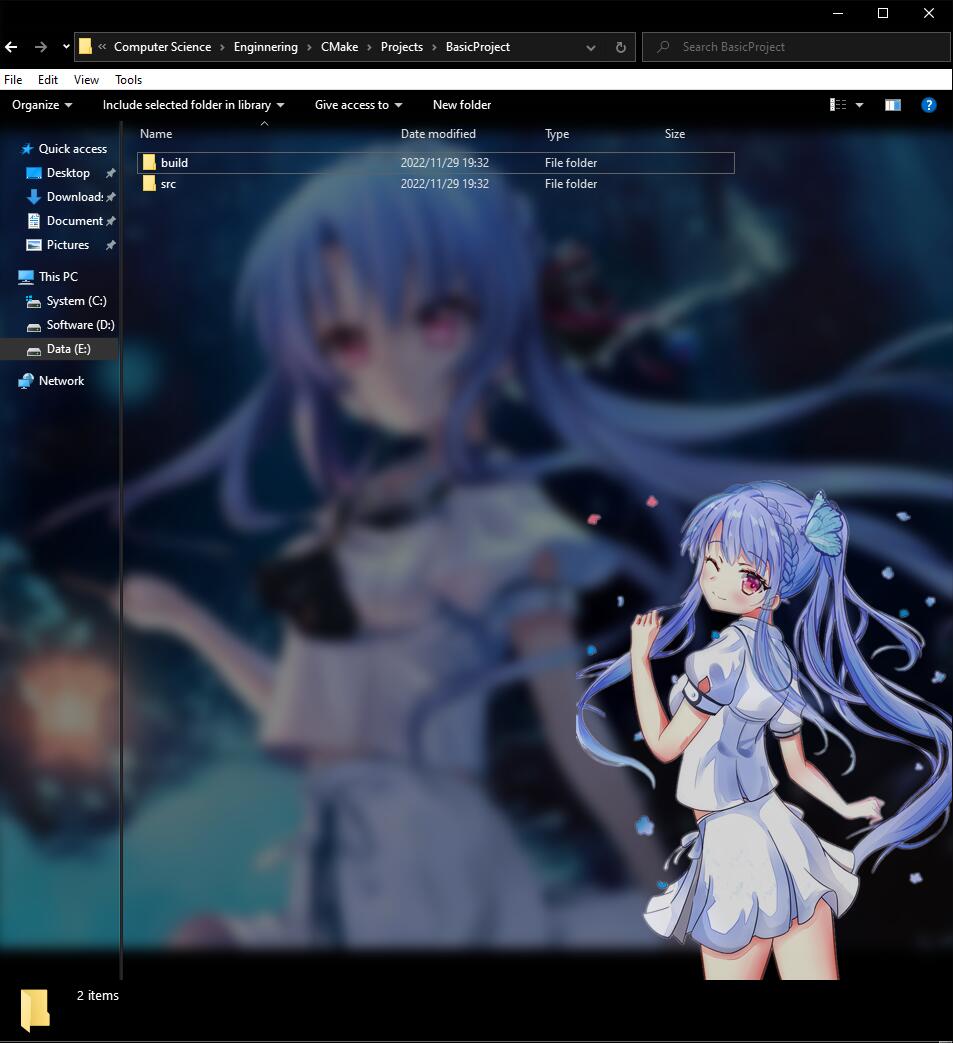 « Computer Science › Enginnering › CMake › Projects › BasicProject
Search BasicProject
File Edit View Tools
Organize Include selected folder in library Give access to New folder
Name Date modified Type Size
build 2022/11/29 19:32 File folder
src 2022/11/29 19:32 File folder
Quick access
Desktop
Downloads
Document
Pictures
This PC
System (C:)
Software (D:)
Data (E:)
Network
2 items